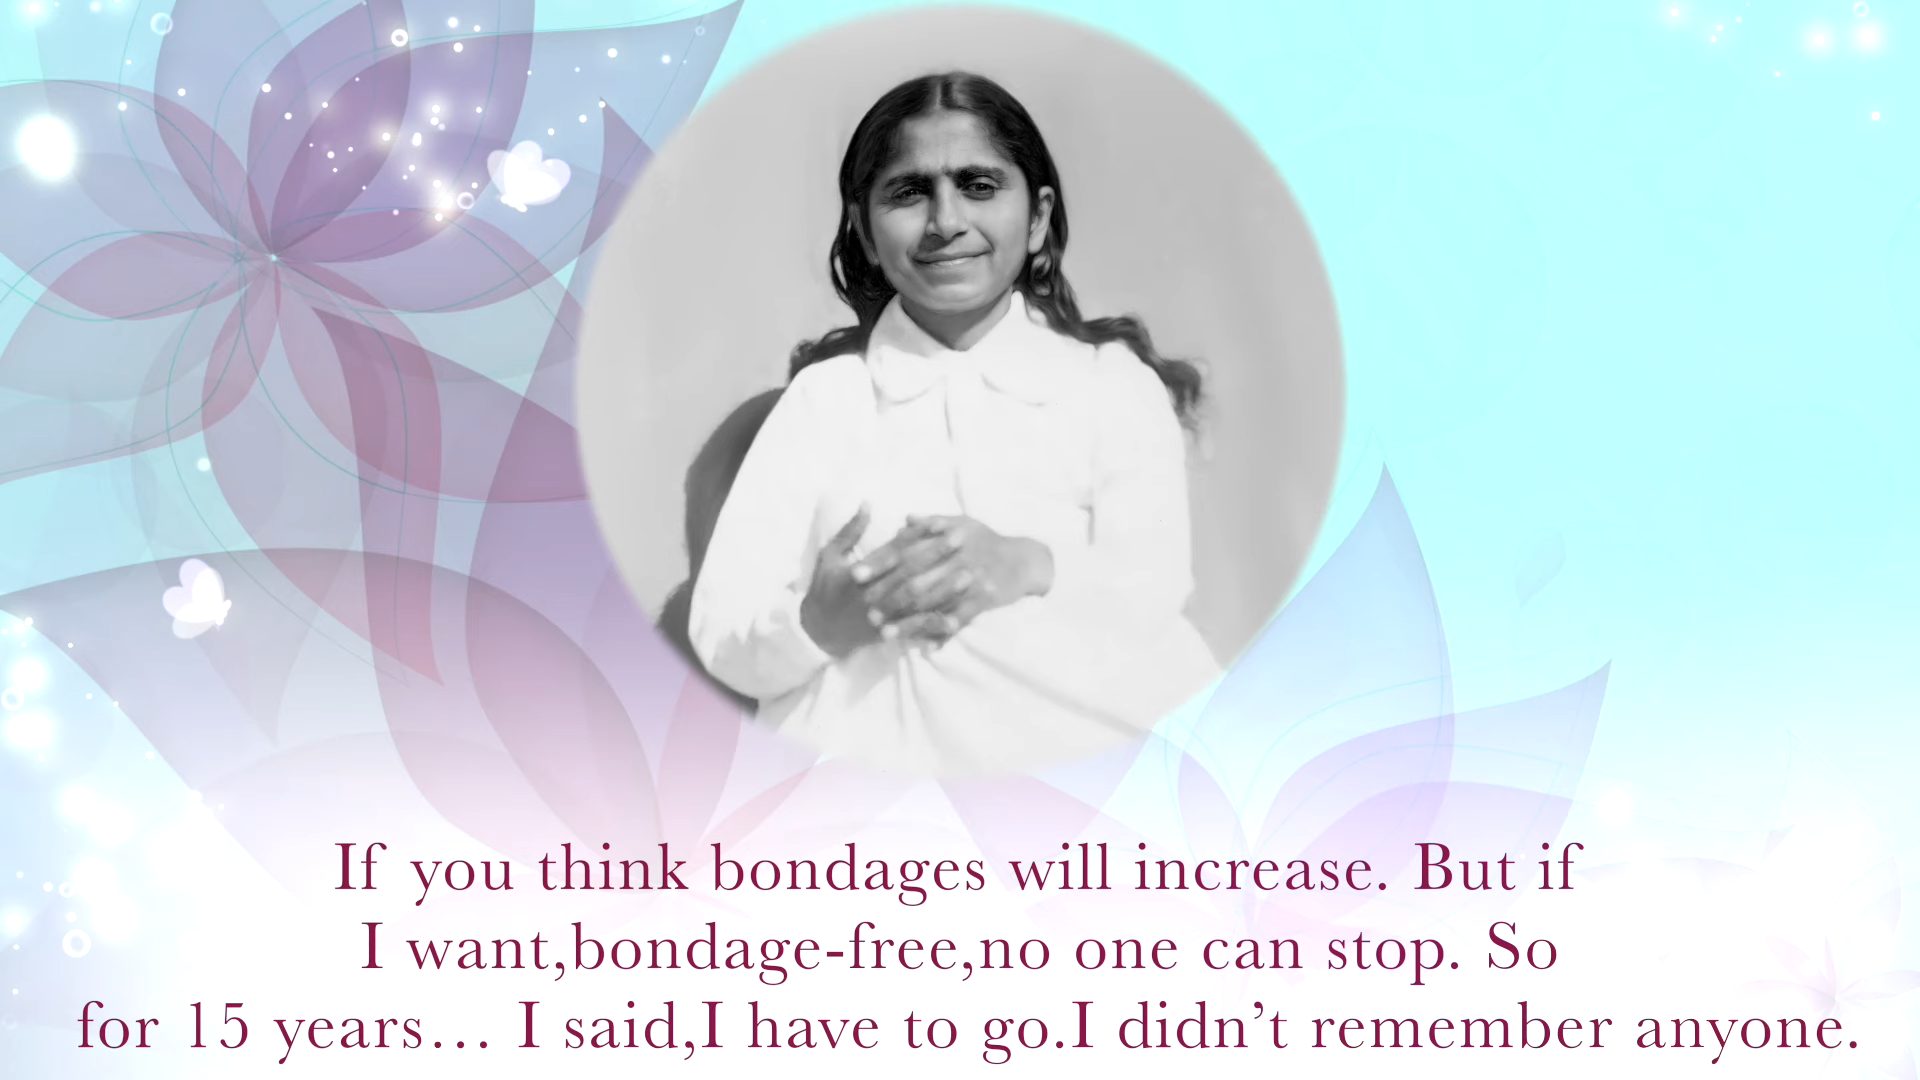 If you think bondages will increase. But if
I want,bondage-free,no one can stop. So
for 15 years… I said,I have to go.I didn’t remember anyone.